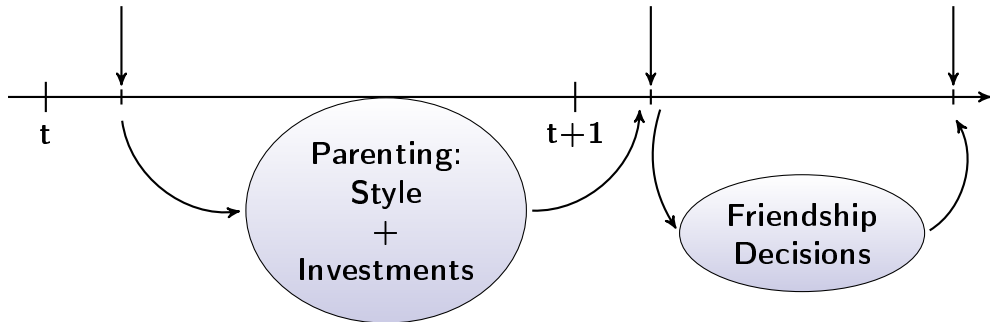 t
t+1
Parenting:
Style
+
Investments
Friendship
Decisions